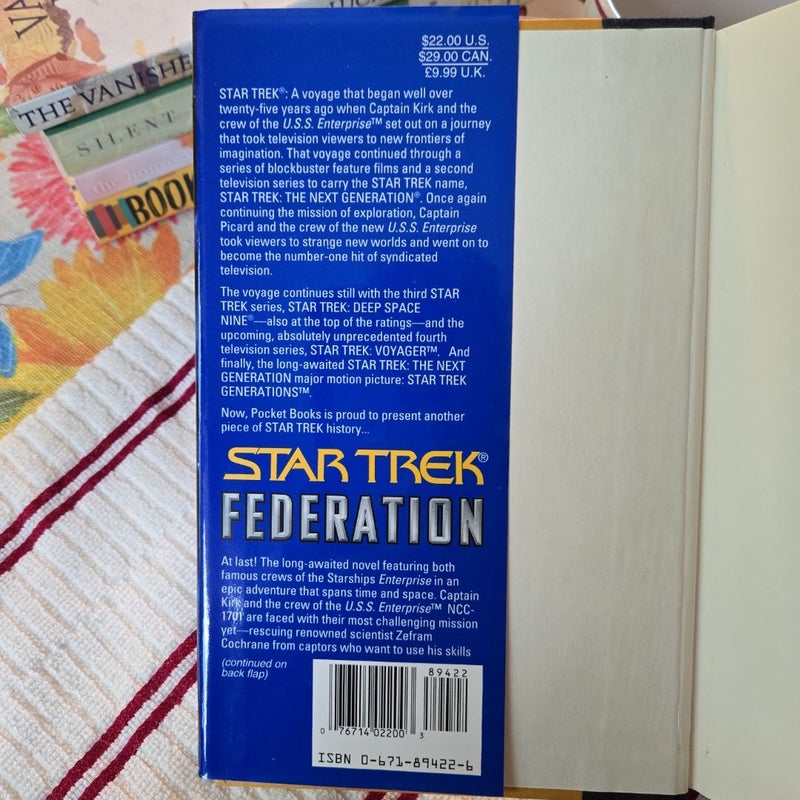 THE VANISHE
SILENT
the house
BOOK
$22.00 U.S.
$29.00 CAN.
£9.99 U.K.
STAR TREK®: A voyage that began well over
twenty-five years ago when Captain Kirk and the
crew of the U.S.S. Enterprise™ set out on a journey
that took television viewers to new frontiers of
imagination. That voyage continued through a
series of blockbuster feature films and a second
television series to carry the STAR TREK name,
STAR TREK: THE NEXT GENERATION®. Once again
continuing the mission of exploration, Captain
Picard and the crew of the new U.S.S. Enterprise
took viewers to strange new worlds and went on to
become the number-one hit of syndicated
television.
The voyage continues still with the third STAR
TREK series, STAR TREK: DEEP SPACE
NINE®—also at the top of the ratings—and the
upcoming, absolutely unprecedented fourth
television series, STAR TREK: VOYAGER™. And
finally, the long-awaited STAR TREK: THE NEXT
GENERATION major motion picture: STAR TREK
GENERATIONS™.
Now, Pocket Books is proud to present another
piece of STAR TREK history...
STAR TREK®
FEDERATION
At last! The long-awaited novel featuring both
famous crews of the Starships Enterprise in an
epic adventure that spans time and space. Captain
Kirk and the crew of the U.S.S. Enterprise™ NCC-
1701 are faced with their most challenging mission
yet—rescuing renowned scientist Zefram
Cochrane from captors who want to use his skills
(continued on
back flap)
89422
0 76714 02200 3
ISBN 0-671-89422-6